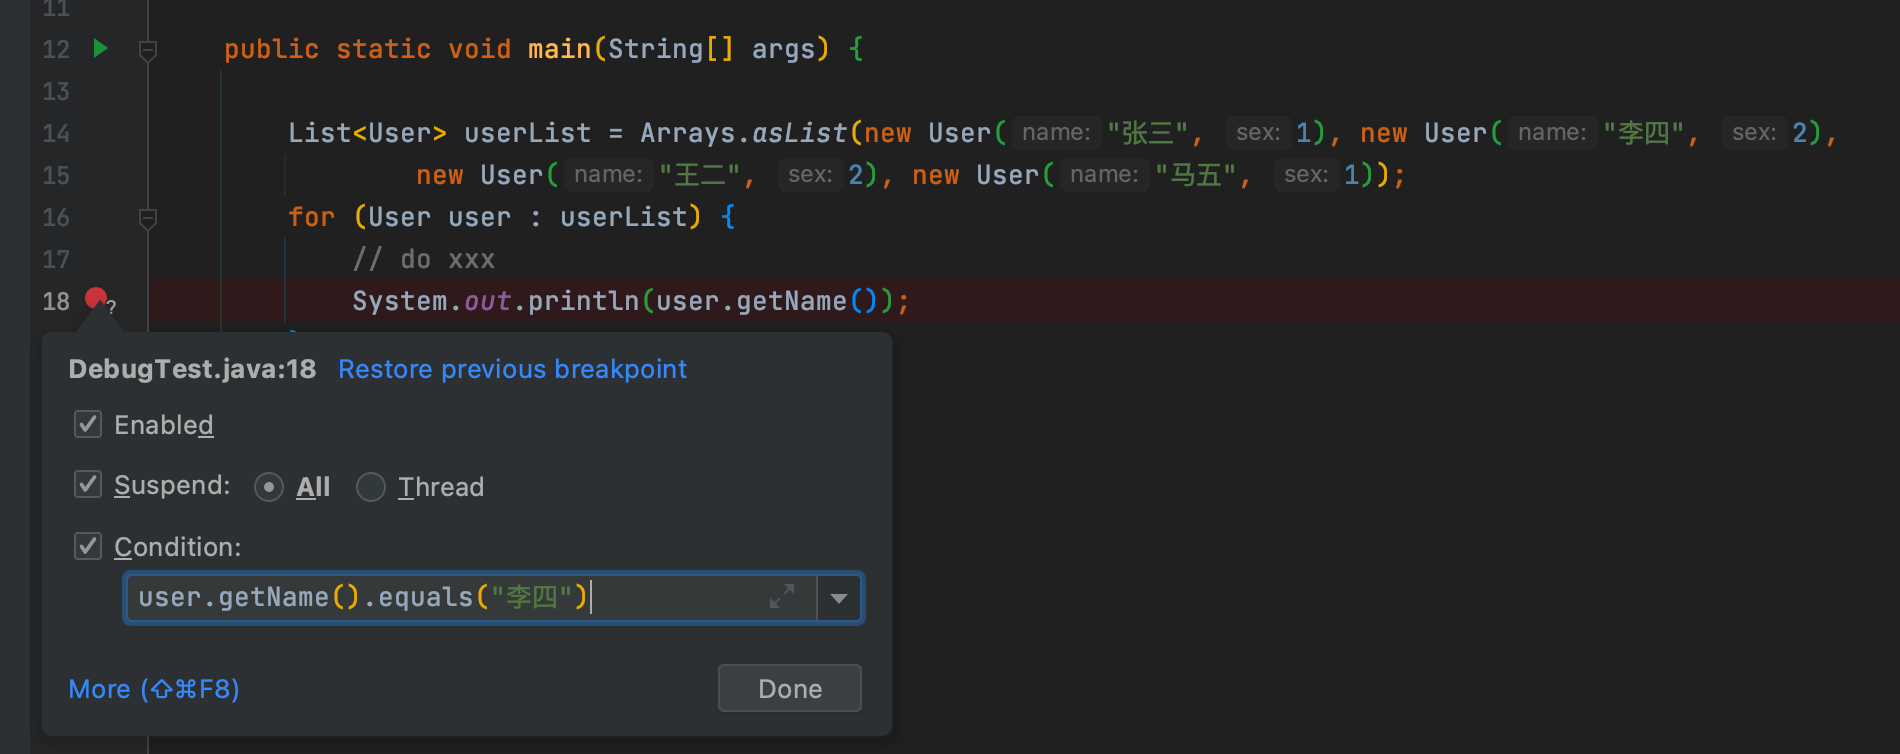 11
12 public static void main(String[] args) {
13
14 List<User> userList = Arrays.asList(new User( name: "张三", sex: 1), new User( name: "李四", sex: 2),
15 new User( name: "王二", sex: 2), new User( name: "马五", sex: 1));
16 for (User user : userList) {
17 // do xxx
18 ? System.out.println(user.getName());
DebugTest.java:18 Restore previous breakpoint
Enabled
Suspend: All Thread
Condition:
user.getName().equals("李四")
More (⇧⌘F8) Done